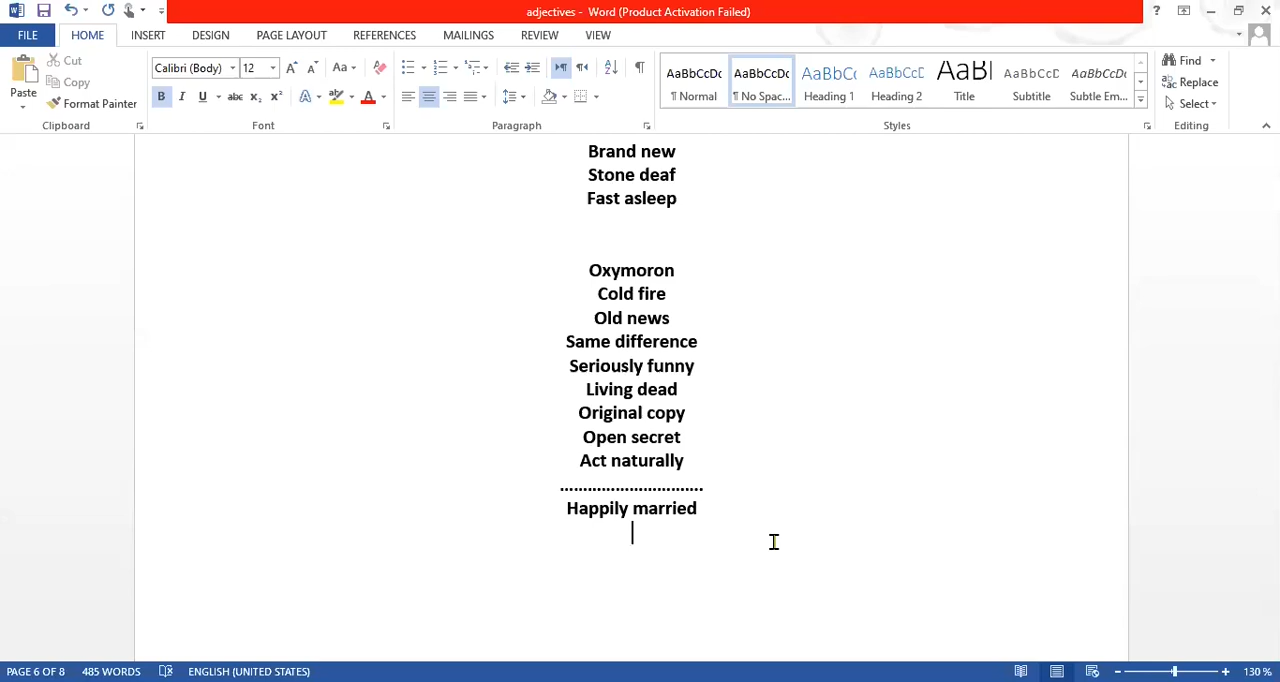 adjectives - Word (Product Activation Failed)
FILE HOME INSERT DESIGN PAGE LAYOUT REFERENCES MAILINGS REVIEW VIEW
Paste
Cut
Copy
Format Painter
Clipboard
Calibri (Body) 12
Font
Paragraph
AaBbCcDc AaBbCcDc AaBbCc AaBbCcE AaBl AaBbCcD AaBbCcDc
¶ Normal ¶ No Spac... Heading 1 Heading 2 Title Subtitle Subtle Em...
Styles
Find
Replace
Select
Editing
Brand new
Stone deaf
Fast asleep
Oxymoron
Cold fire
Old news
Same difference
Seriously funny
Living dead
Original copy
Open secret
Act naturally
...............................
Happily married
PAGE 6 OF 8 485 WORDS ENGLISH (UNITED STATES) 130 %